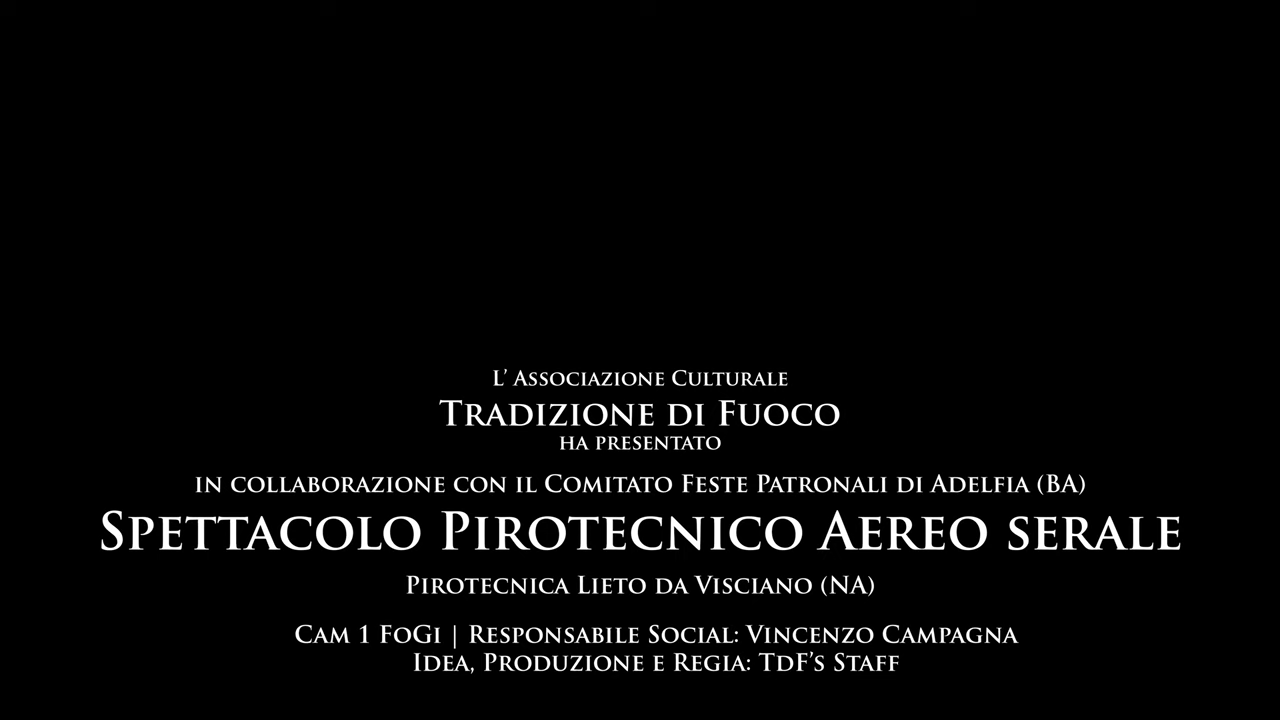 L' Associazione Culturale
Tradizione di Fuoco
ha presentato
in collaborazione con il Comitato Feste Patronali di Adelfia (BA)
Spettacolo Pirotecnico Aereo serale
Pirotecnica Lieto da Visciano (NA)
Cam 1 FoGi | Responsabile Social: Vincenzo Campagna
Idea, Produzione e Regia: TdF's Staff